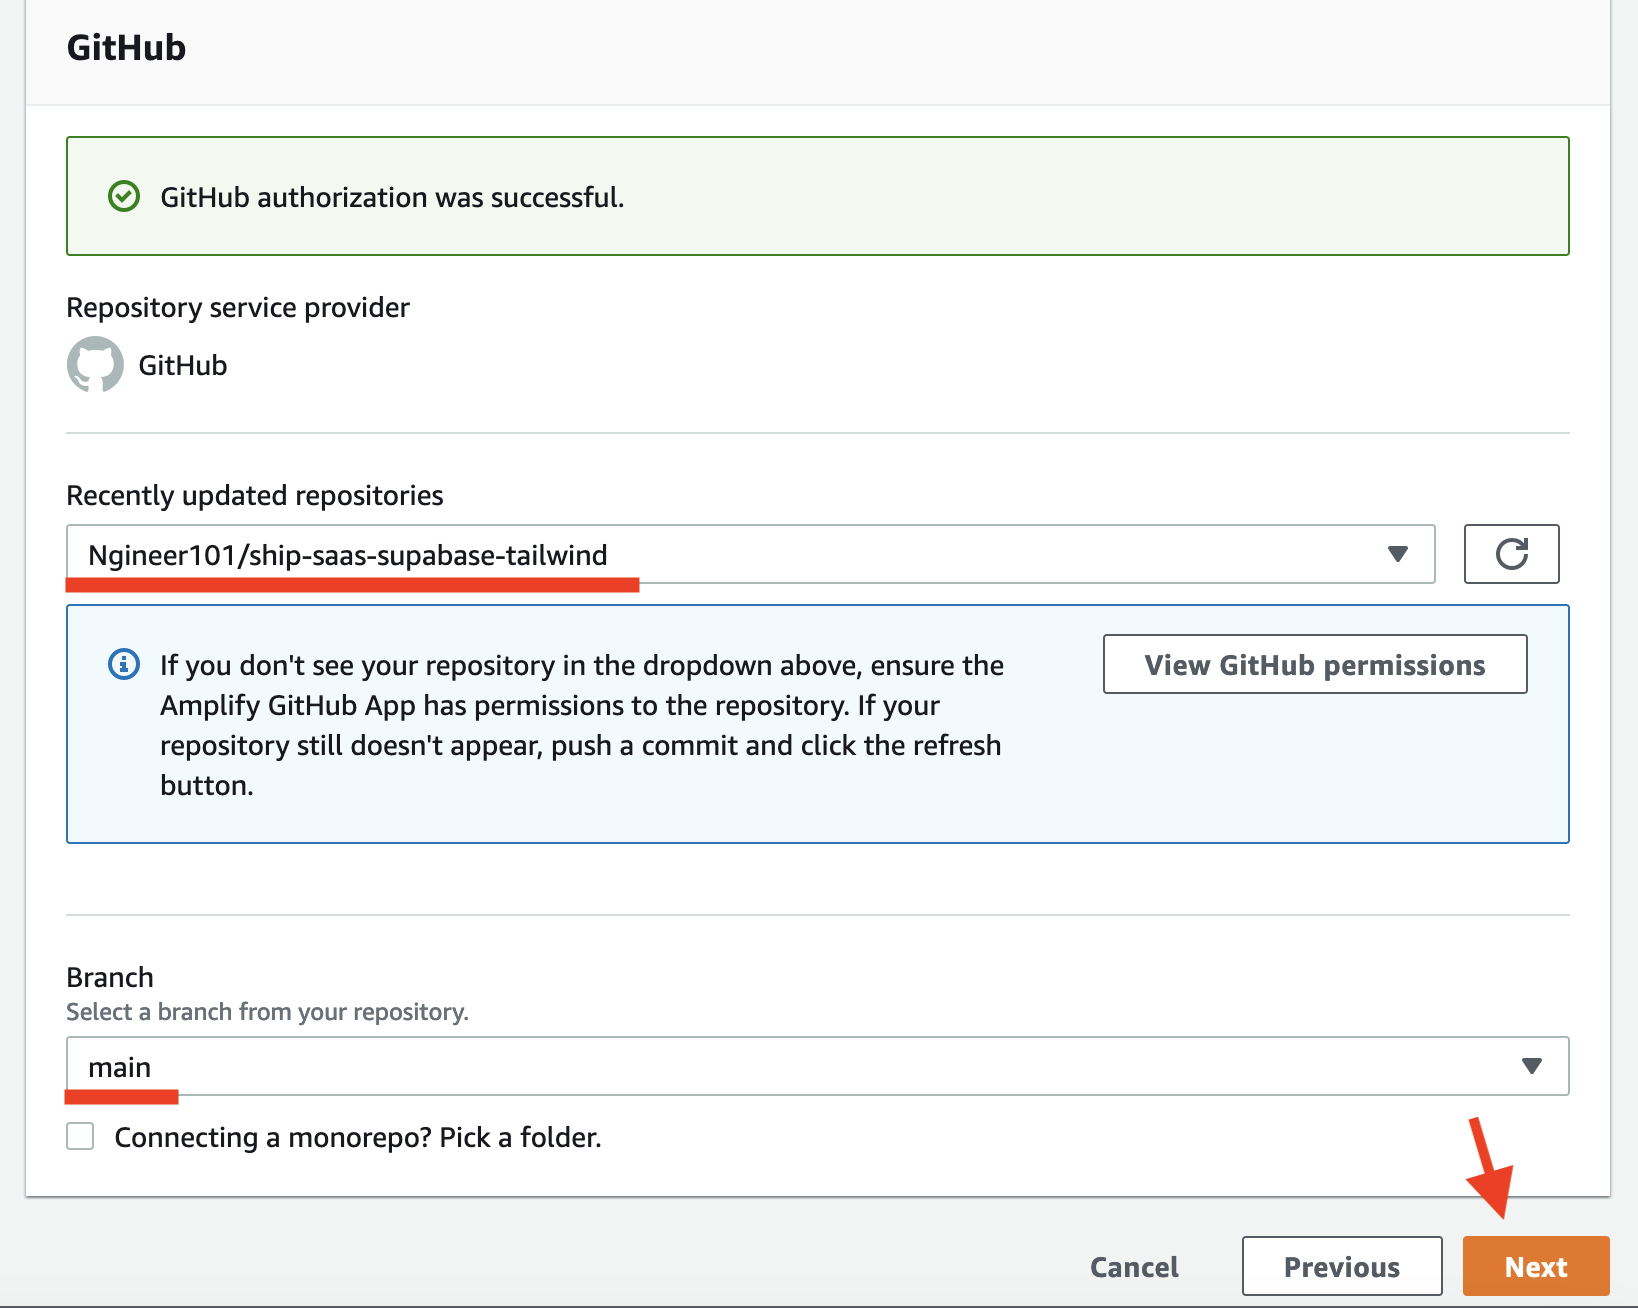 GitHub
GitHub authorization was successful.
Repository service provider
GitHub
Recently updated repositories
Ngineer101/ship-saas-supabase-tailwind
If you don't see your repository in the dropdown above, ensure the
Amplify GitHub App has permissions to the repository. If your
repository still doesn't appear, push a commit and click the refresh
button.
View GitHub permissions
Branch
Select a branch from your repository.
main
Connecting a monorepo? Pick a folder.
Cancel
Previous
Next